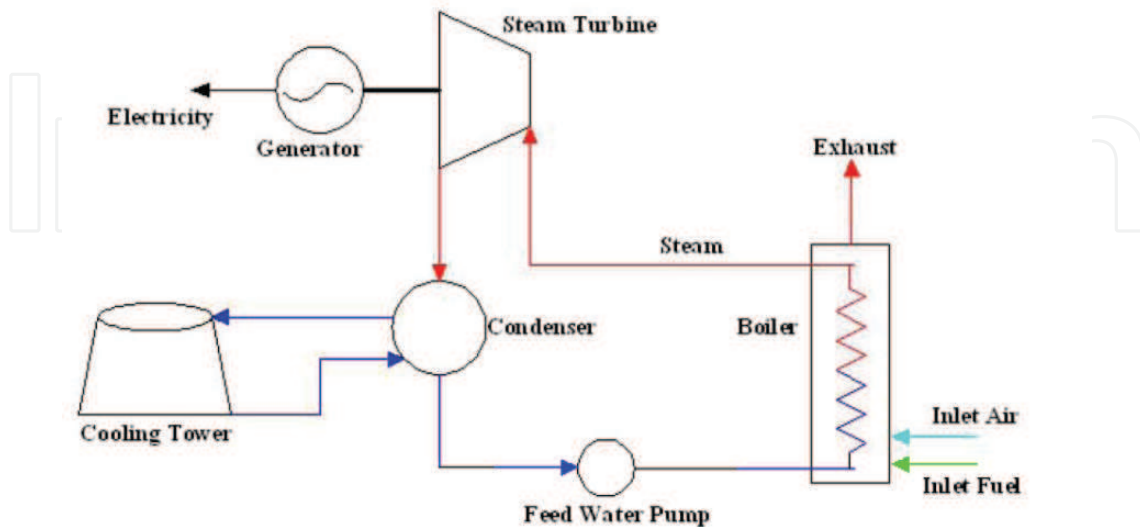 Steam Turbine
Electricity
Generator
Exhaust
Steam
Condenser
Boiler
Inlet Air
Cooling Tower
Inlet Fuel
Feed Water Pump